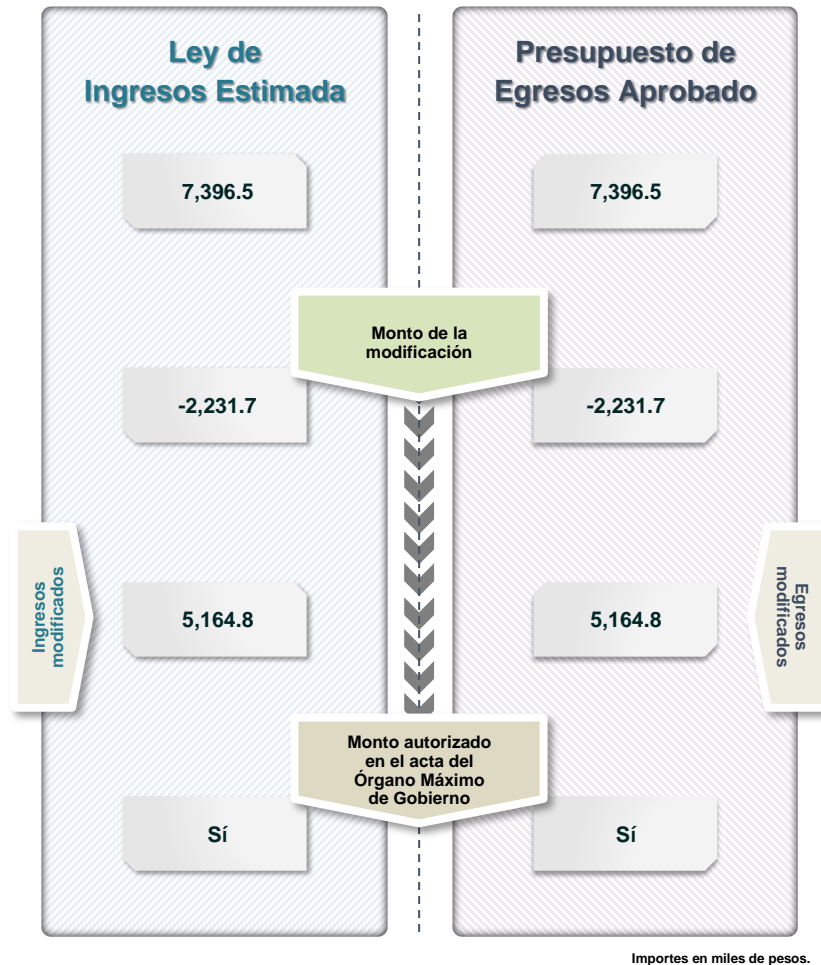 Ley de
Ingresos Estimada
Presupuesto de
Egresos Aprobado
7,396.5
7,396.5
Monto de la
modificación
-2,231.7
-2,231.7
Ingresos
modificados
5,164.8
5,164.8
Egresos
modificados
Monto autorizado
en el acta del
Órgano Máximo
de Gobierno
Sí
Sí
Importes en miles de pesos.